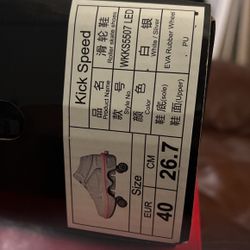 Kick Speed
品名: 滑轮鞋
Product Name Roller skate shoes
款号: WKKS5507 LED
Style No
颜色: 白 银
Color White / Silver
鞋底(sole) EVA/Rubber Wheel
鞋面(Upper) PU
Size
CM 26.7
EUR 40